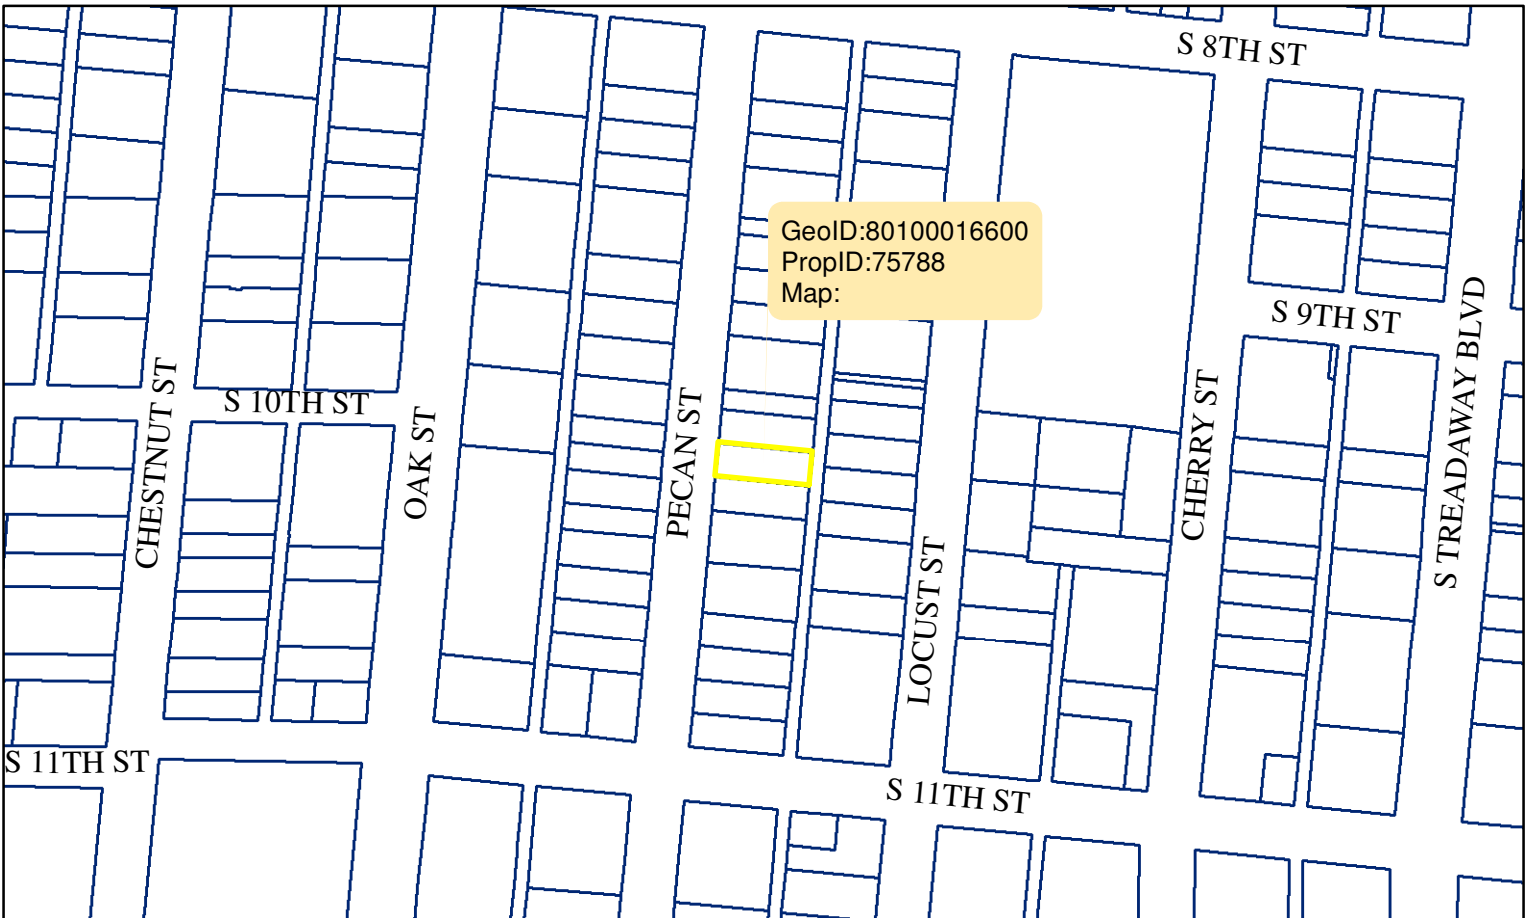 S 8TH ST
GeoID:80100016600
PropID:75788
Map:
S 9TH ST
S TREADAWAY BLVD
CHESTNUT ST
S 10TH ST
OAK ST
PECAN ST
CHERRY ST
LOCUST ST
S 11TH ST
S 11TH ST